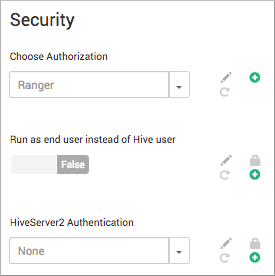 Security
Choose Authorization
Ranger
Run as end user instead of Hive user
False
HiveServer2 Authentication
None